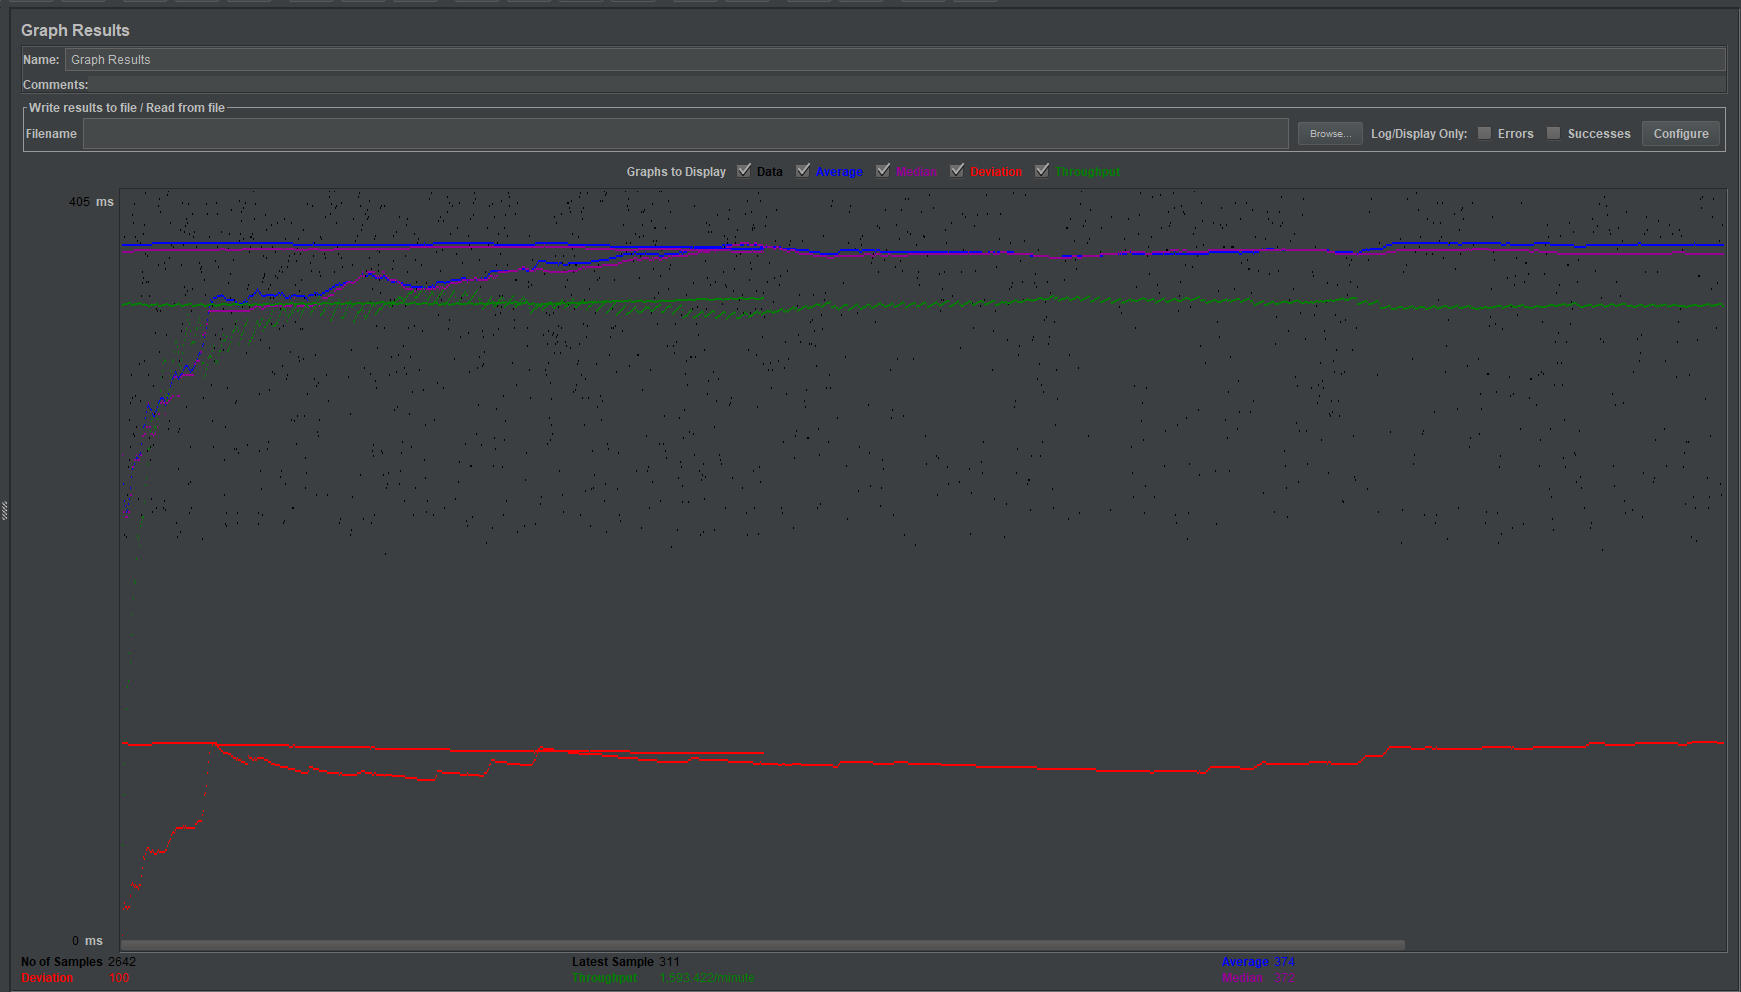 Graph Results
Name: Graph Results
Comments:
Write results to file / Read from file
Filename Browse... Log/Display Only: Errors Successes Configure
Graphs to Display Data Average Median Deviation Throughput
405 ms
0 ms
No of Samples 2642 Latest Sample 311 Average 374
Deviation 100 Throughput 1,593.422/minute Median